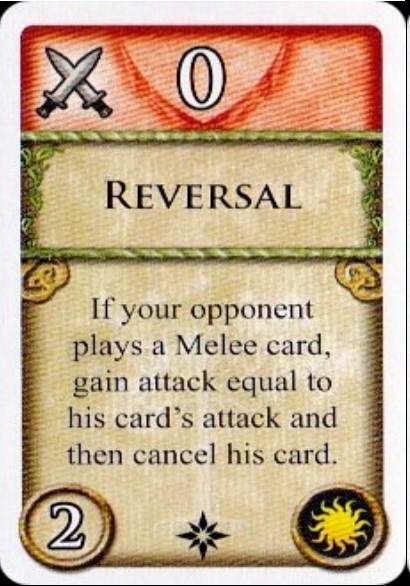 0
REVERSAL
If your opponent
plays a Melee card,
gain attack equal to
his card's attack and
then cancel his card.
2